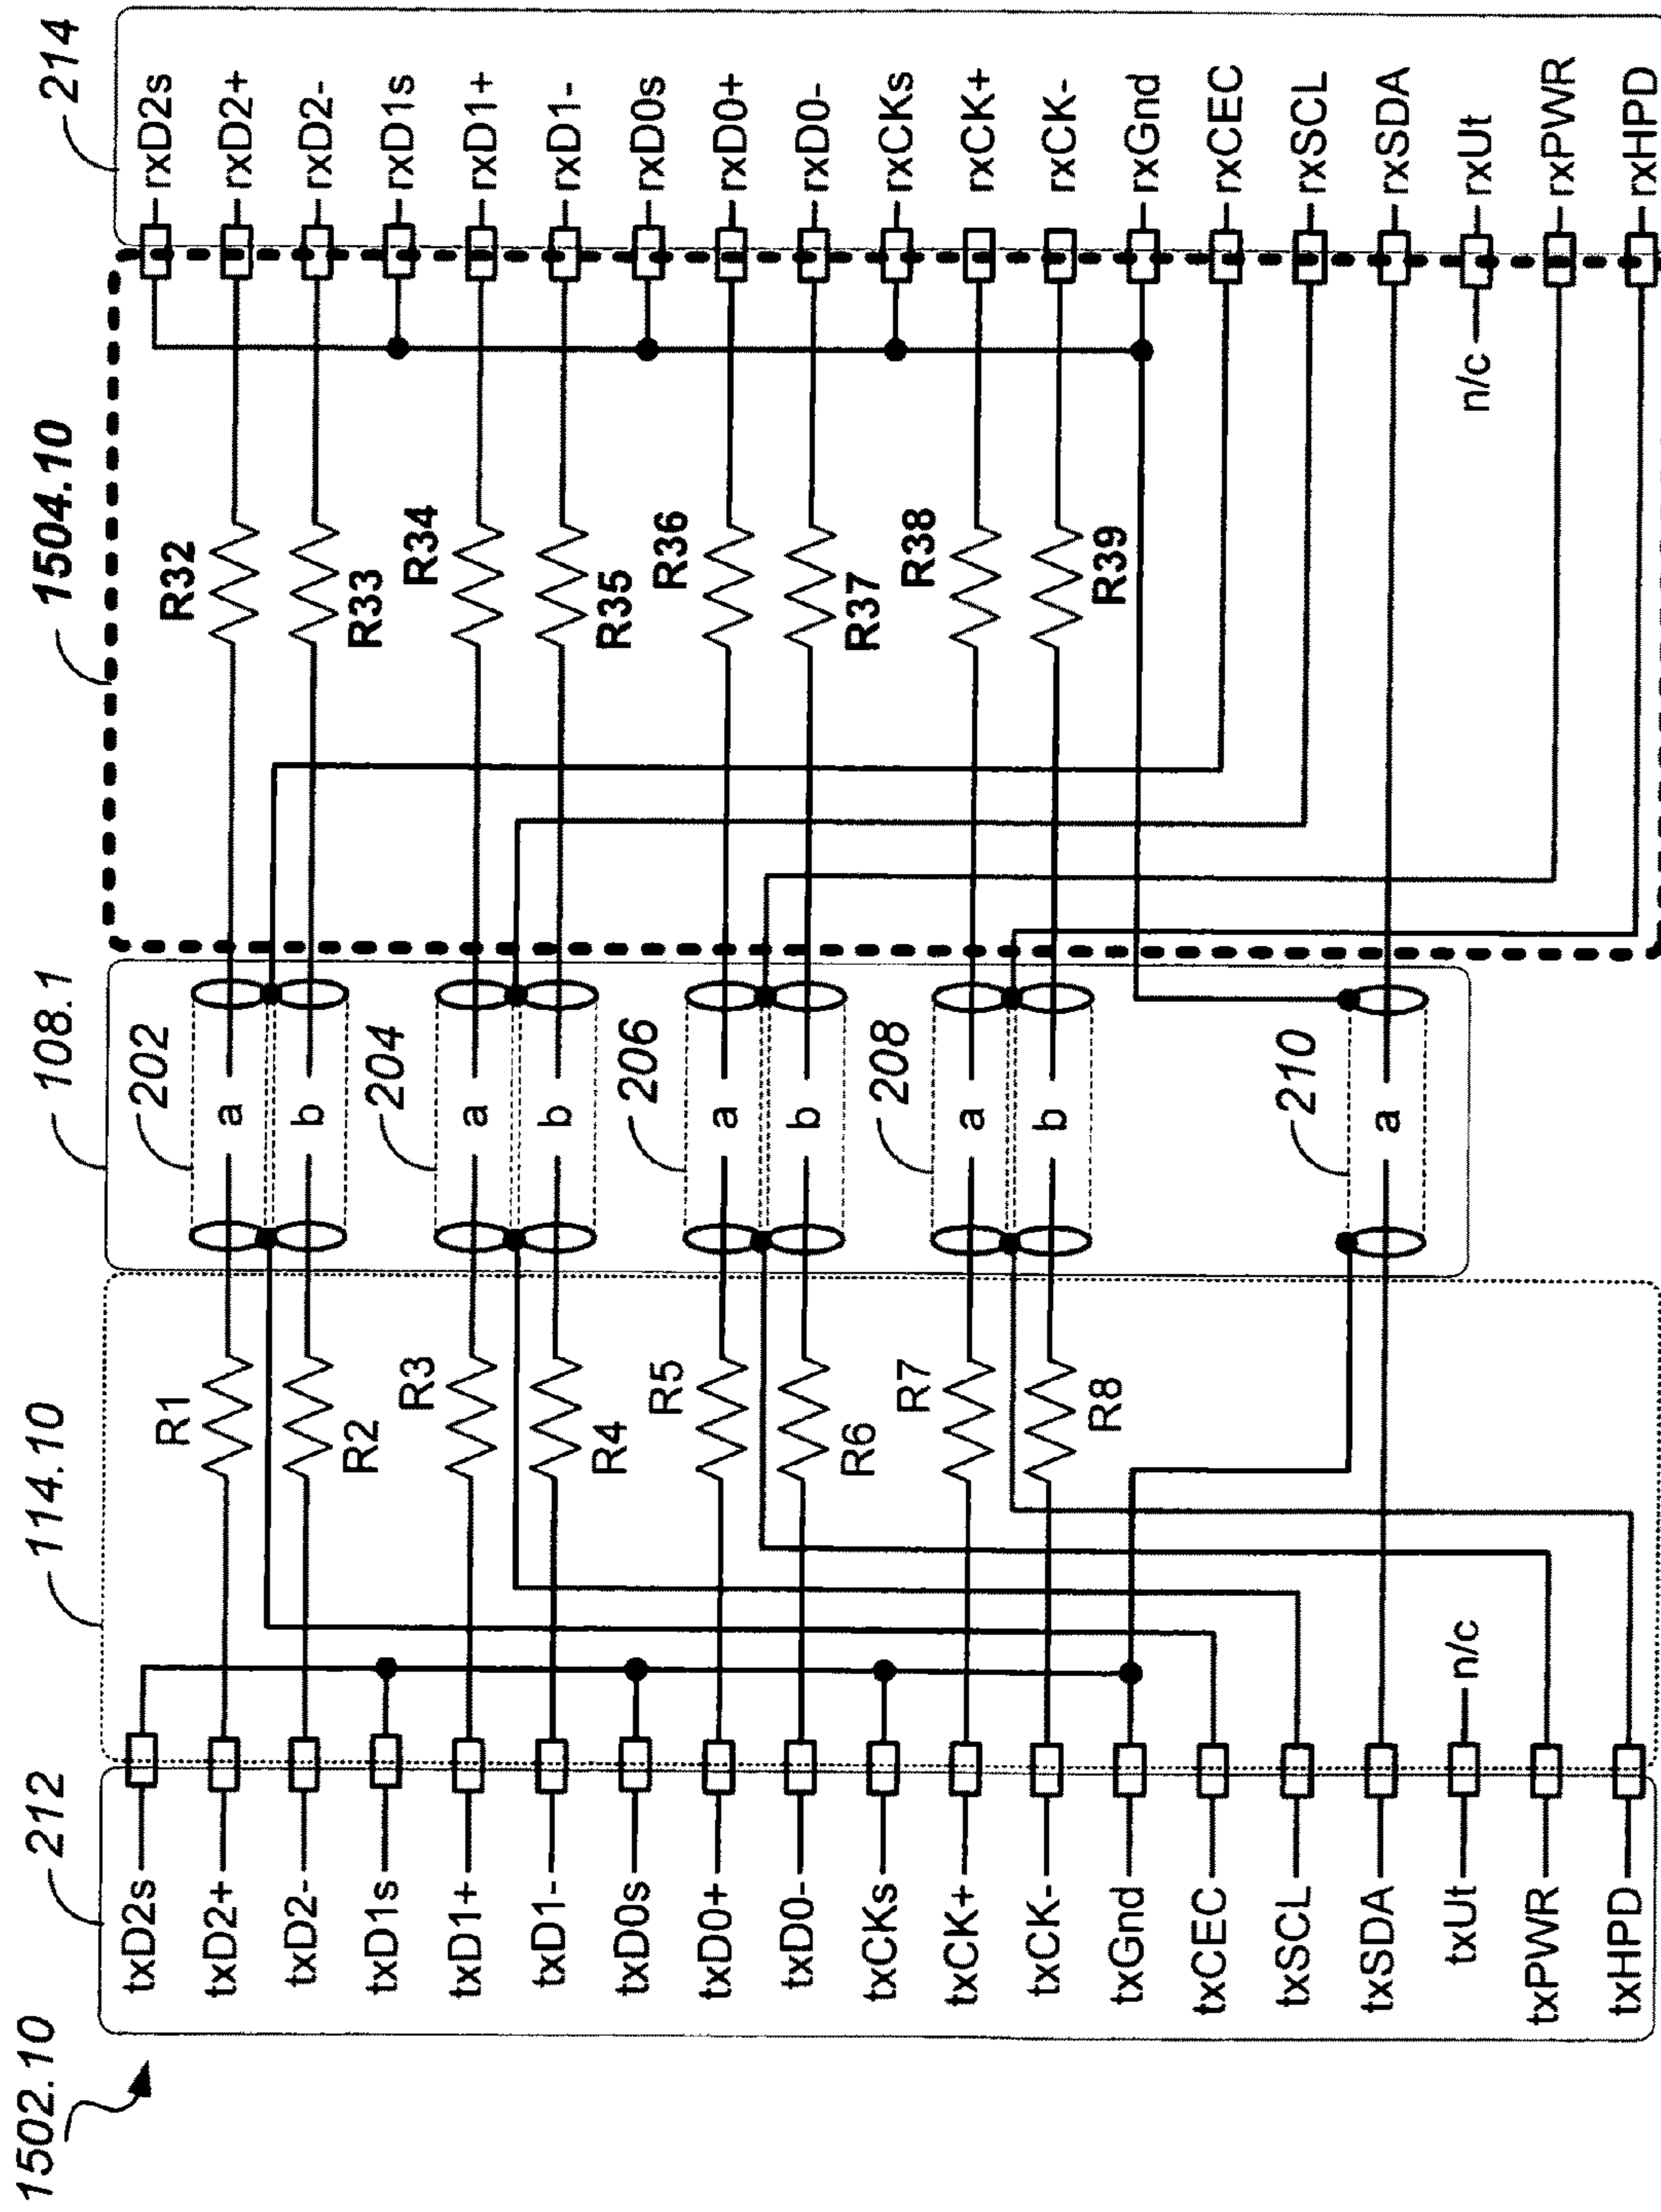 1502.10
212
114.10
108.1
1504.10
214
txD2s
txD2+
txD2-
txD1s
txD1+
txD1-
txD0s
txD0+
txD0-
txCKs
txCK+
txCK-
txGnd
txCEC
txSCL
txSDA
txUt
txPWR
txHPD
n/c
R1
R2
R3
R4
R5
R6
R7
R8
202
a
b
204
a
b
206
a
b
208
a
b
210
a
R32
R33
R34
R35
R36
R37
R38
R39
n/c
rxD2s
rxD2+
rxD2-
rxD1s
rxD1+
rxD1-
rxD0s
rxD0+
rxD0-
rxCKs
rxCK+
rxCK-
rxGnd
rxCEC
rxSCL
rxSDA
rxUt
rxPWR
rxHPD